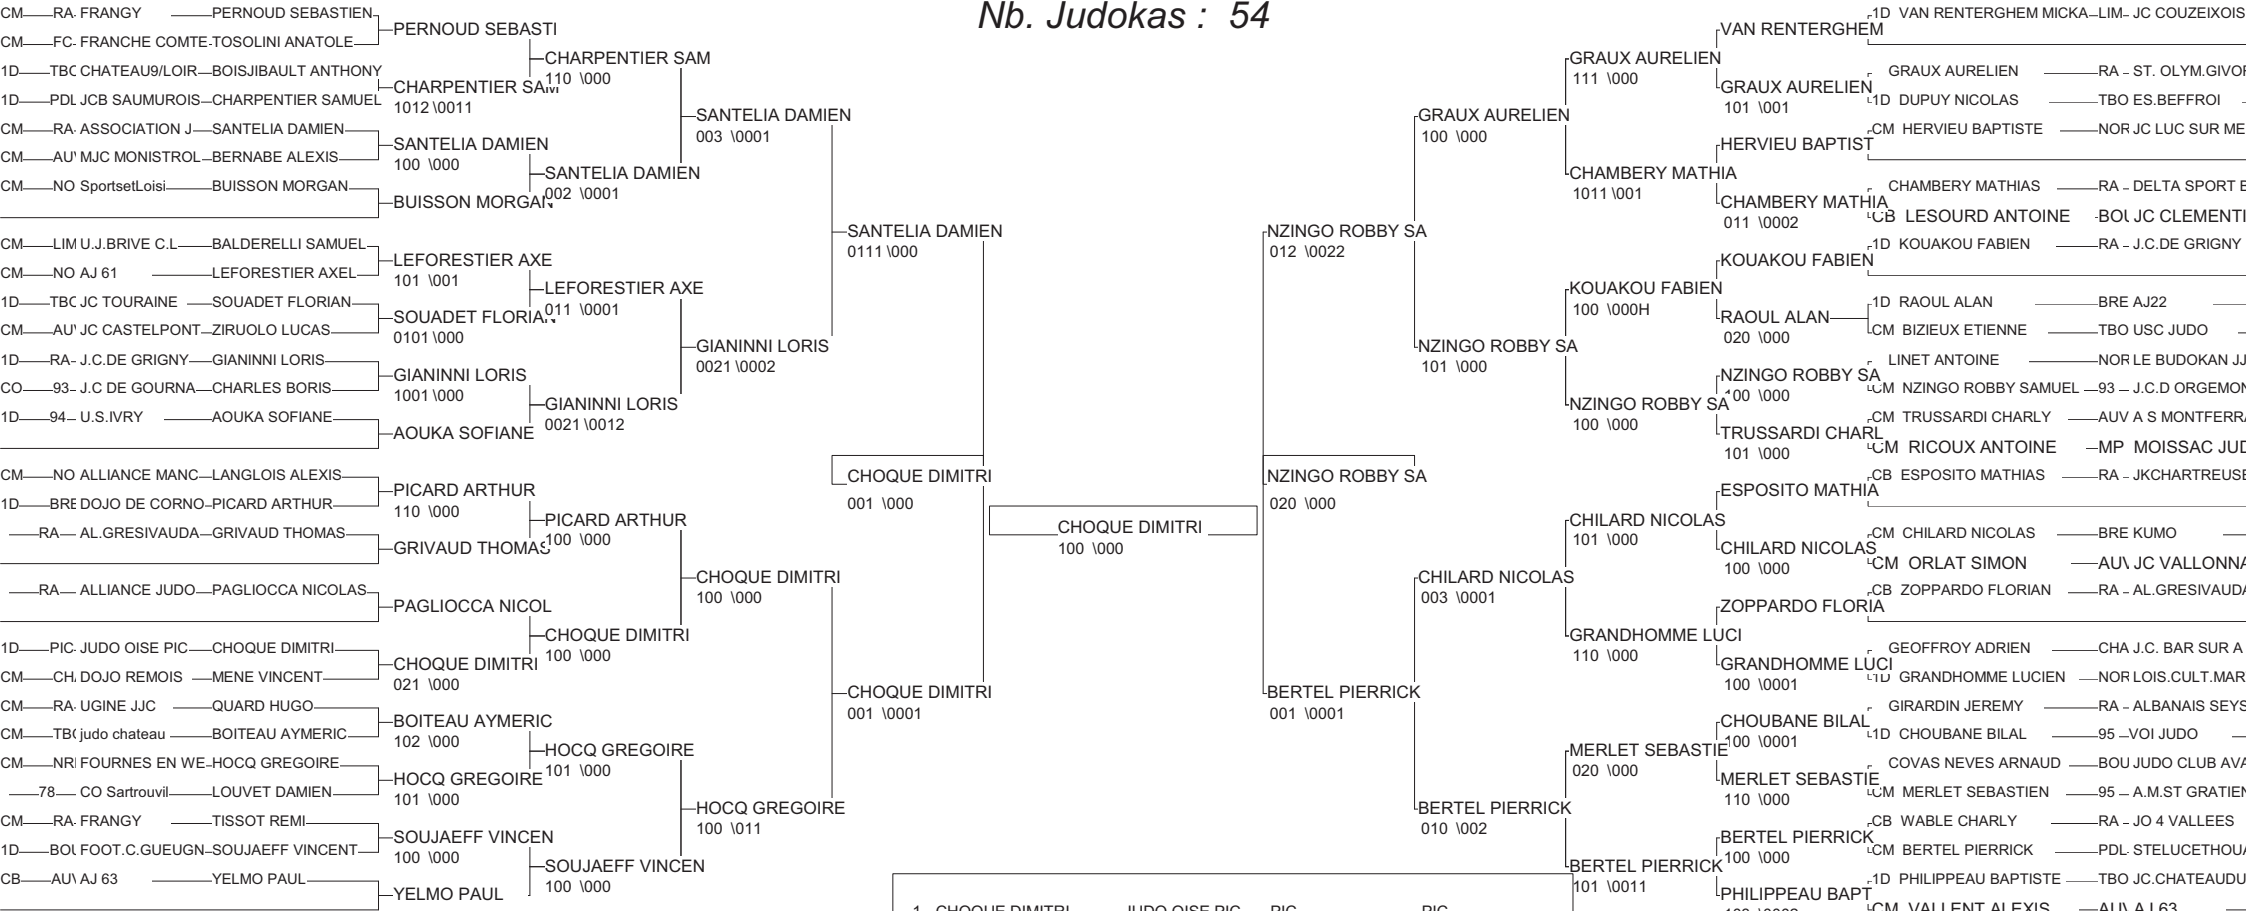 Nb. Judokas : 54
CM RA FRANGY PERNOUD SEBASTIEN
CM FC FRANCHE COMTE TOSOLINI ANATOLE
1D TBO CHATEAU9/LOIR BOISJIBAULT ANTHONY
1D PDL JCB SAUMUROIS CHARPENTIER SAMUEL
CM RA ASSOCIATION J SANTELIA DAMIEN
CM AU MJC MONISTROL BERNABE ALEXIS
CM NO SportsetLoisi BUISSON MORGAN
CM LIM U.J.BRIVE C.L BALDERELLI SAMUEL
CM NO AJ 61 LEFORESTIER AXEL
1D TBO JC TOURAINE SOUADET FLORIAN
CM AU JC CASTELPONT ZIRUOLO LUCAS
1D RA J.C.DE GRIGNY GIANINNI LORIS
CO 93 J.C DE GOURNA CHARLES BORIS
1D 94 U.S.IVRY AOUKA SOFIANE
CM NO ALLIANCE MANC LANGLOIS ALEXIS
1D BRE DOJO DE CORNO PICARD ARTHUR
RA AL.GRESIVAUDA GRIVAUD THOMAS
RA ALLIANCE JUDO PAGLIOCCA NICOLAS
1D PIC JUDO OISE PIC CHOQUE DIMITRI
CM CH DOJO REMOIS MENE VINCENT
CM RA UGINE JJC QUARD HUGO
CM TB judo chateau BOITEAU AYMERIC
CM NR FOURNES EN WE HOCQ GREGOIRE
78 CO Sartrouvil LOUVET DAMIEN
CM RA FRANGY TISSOT REMI
1D BOU FOOT.C.GUEUGN SOUJAEFF VINCENT
CB AU AJ 63 YELMO PAUL
PERNOUD SEBASTI
CHARPENTIER SAM
1012 \0011
SANTELIA DAMIEN
100 \000
BUISSON MORGAN
LEFORESTIER AXE
101 \001
SOUADET FLORIAN
0101 \000
GIANINNI LORIS
1001 \000
AOUKA SOFIANE
PICARD ARTHUR
110 \000
GRIVAUD THOMAS
PAGLIOCCA NICOL
CHOQUE DIMITRI
021 \000
BOITEAU AYMERIC
102 \000
HOCQ GREGOIRE
101 \000
SOUJAEFF VINCEN
100 \000
YELMO PAUL
CHARPENTIER SAM
110 \000
SANTELIA DAMIEN
002 \0001
LEFORESTIER AXE
011 \0001
GIANINNI LORIS
0021 \0012
PICARD ARTHUR
100 \000
CHOQUE DIMITRI
100 \000
HOCQ GREGOIRE
101 \000
SOUJAEFF VINCEN
100 \000
SANTELIA DAMIEN
003 \0001
GIANINNI LORIS
0021 \0002
CHOQUE DIMITRI
100 \000
HOCQ GREGOIRE
100 \011
SANTELIA DAMIEN
0111 \000
CHOQUE DIMITRI
001 \000
CHOQUE DIMITRI
001 \0001
CHOQUE DIMITRI
100 \000
NZINGO ROBBY SA
012 \0022
NZINGO ROBBY SA
020 \000
BERTEL PIERRICK
001 \0001
GRAUX AURELIEN
100 \000
NZINGO ROBBY SA
101 \000
CHILARD NICOLAS
003 \0001
BERTEL PIERRICK
010 \002
GRAUX AURELIEN
111 \000
CHAMBERY MATHIA
1011 \001
KOUAKOU FABIEN
100 \000H
NZINGO ROBBY SA
100 \000
CHILARD NICOLAS
101 \000
GRANDHOMME LUCI
110 \000
MERLET SEBASTIE
020 \000
BERTEL PIERRICK
101 \0011
VAN RENTERGHEM
GRAUX AURELIEN
101 \001
HERVIEU BAPTIST
CHAMBERY MATHIA
011 \0002
KOUAKOU FABIEN
RAOUL ALAN
020 \000
NZINGO ROBBY SA
100 \000
TRUSSARDI CHARL
101 \000
ESPOSITO MATHIA
CHILARD NICOLAS
100 \000
ZOPPARDO FLORIA
GRANDHOMME LUCI
100 \0001
CHOUBANE BILAL
100 \0001
MERLET SEBASTIE
110 \000
BERTEL PIERRICK
100 \000
PHILIPPEAU BAPT
1D VAN RENTERGHEM MICKA LIM JC COUZEIXOIS
GRAUX AURELIEN RA ST. OLYM.GIVOR
1D DUPUY NICOLAS TBO ES.BEFFROI
CM HERVIEU BAPTISTE NOR JC LUC SUR ME
CHAMBERY MATHIAS RA DELTA SPORT
CB LESOURD ANTOINE BOU JC CLEMENTI
1D KOUAKOU FABIEN RA J.C.DE GRIGNY
1D RAOUL ALAN BRE AJ22
CM BIZIEUX ETIENNE TBO USC JUDO
LINET ANTOINE NOR LE BUDOKAN JJ
CM NZINGO ROBBY SAMUEL 93 J.C.D ORGEMON
CM TRUSSARDI CHARLY AUV A S MONTFERRA
CM RICOUX ANTOINE MP MOISSAC JUD
CB ESPOSITO MATHIAS RA JKCHARTREUSE
CM CHILARD NICOLAS BRE KUMO
CM ORLAT SIMON AUV JC VALLONNA
CB ZOPPARDO FLORIAN RA AL.GRESIVAUDA
GEOFFROY ADRIEN CHA J.C. BAR SUR A
1D GRANDHOMME LUCIEN NOR LOIS.CULT.MAR
GIRARDIN JEREMY RA ALBANAIS SEYS
1D CHOUBANE BILAL 95 VOI JUDO
COVAS NEVES ARNAUD BOU JUDO CLUB AVA
CM MERLET SEBASTIEN 95 A.M.ST GRATIEN
CB WABLE CHARLY RA JO 4 VALLEES
CM BERTEL PIERRICK PDL STELUCETHOUA
1D PHILIPPEAU BAPTISTE TBO JC.CHATEAUDU
CM VALLENT ALEXIS AUV AJ 63
1 CHOQUE DIMITRI JUDO OISE PIC PIC PIC